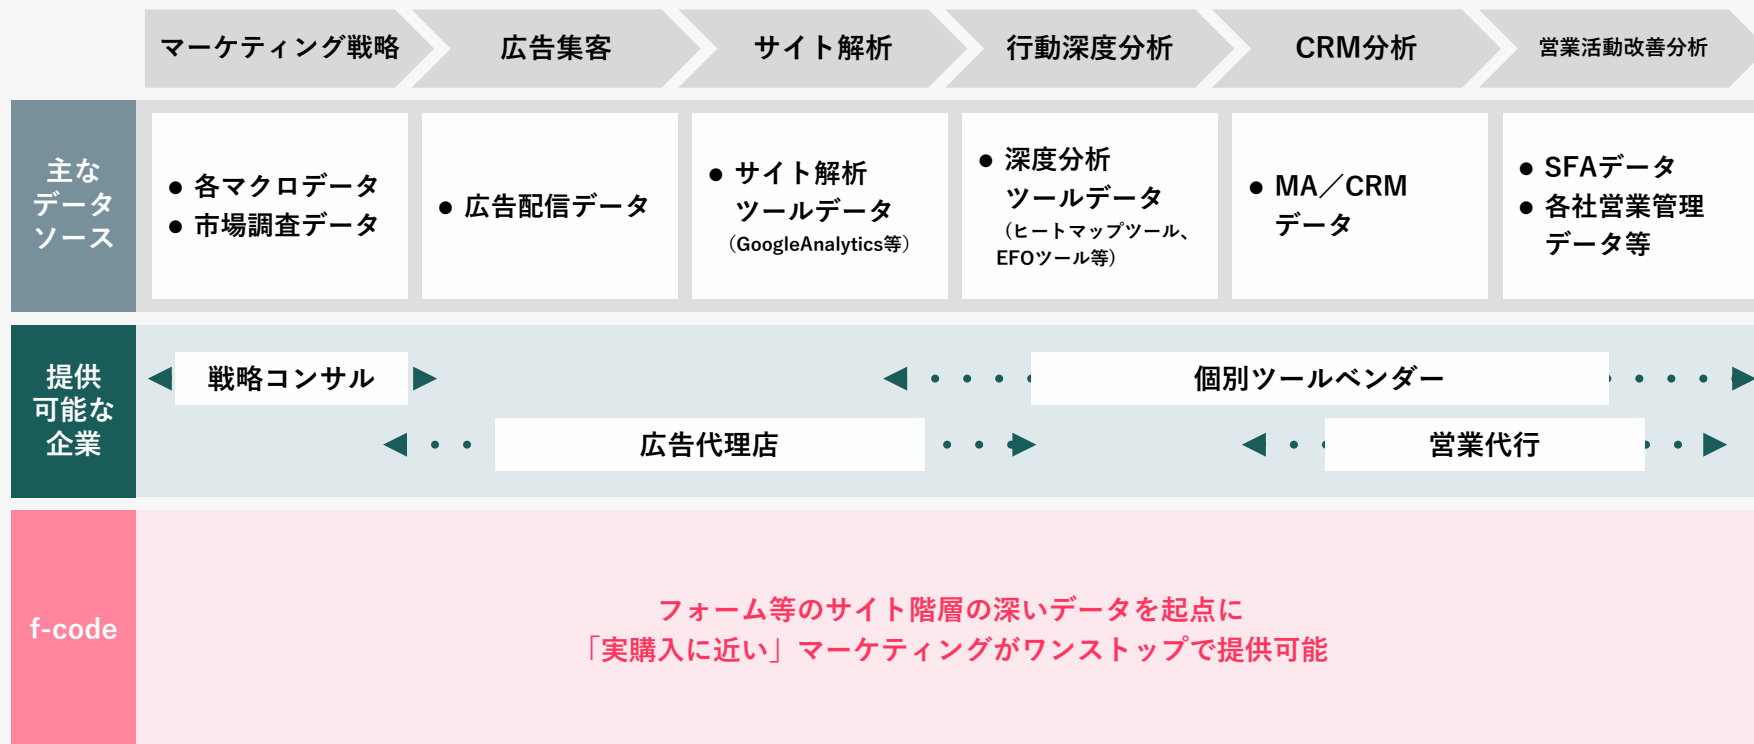 マーケティング戦略
広告集客
サイト解析
行動深度分析
CRM分析
営業活動改善分析
主な
データ
ソース
● 各マクロデータ
● 市場調査データ
● 広告配信データ
● サイト解析
ツールデータ
（GoogleAnalytics等）
● 深度分析
ツールデータ
（ヒートマップツール、
EFOツール等）
● MA／CRM
データ
● SFAデータ
● 各社営業管理
データ等
提供
可能な
企業
戦略コンサル
個別ツールベンダー
広告代理店
営業代行
f-code
フォーム等のサイト階層の深いデータを起点に
「実購入に近い」マーケティングがワンストップで提供可能